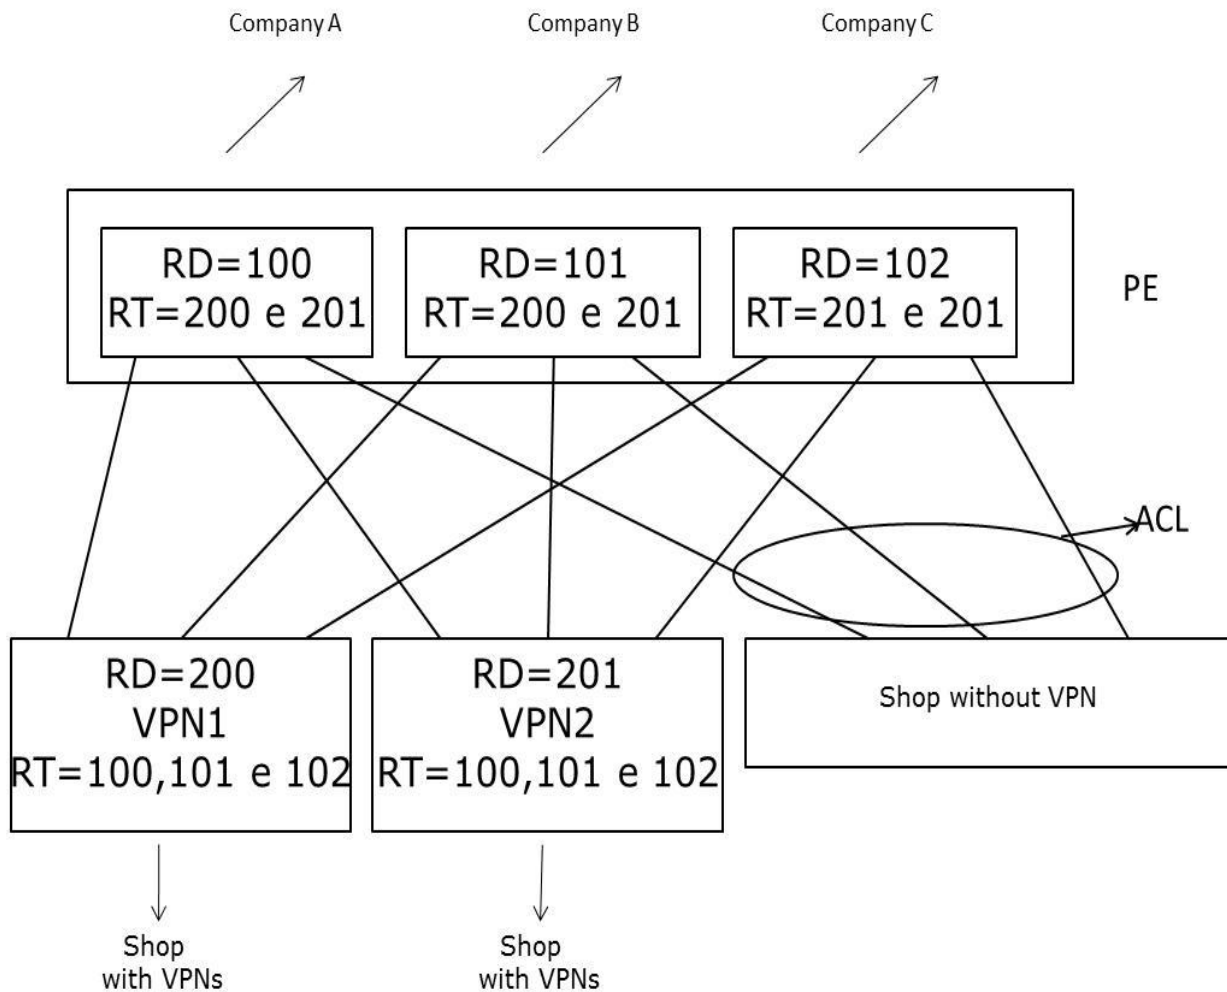 Company A
Company B
Company C
RD=100
RT=200 e 201
RD=101
RT=200 e 201
RD=102
RT=201 e 201
PE
ACL
RD=200
VPN1
RT=100,101 e 102
RD=201
VPN2
RT=100,101 e 102
Shop without VPN
Shop
with VPNs
Shop
with VPNs